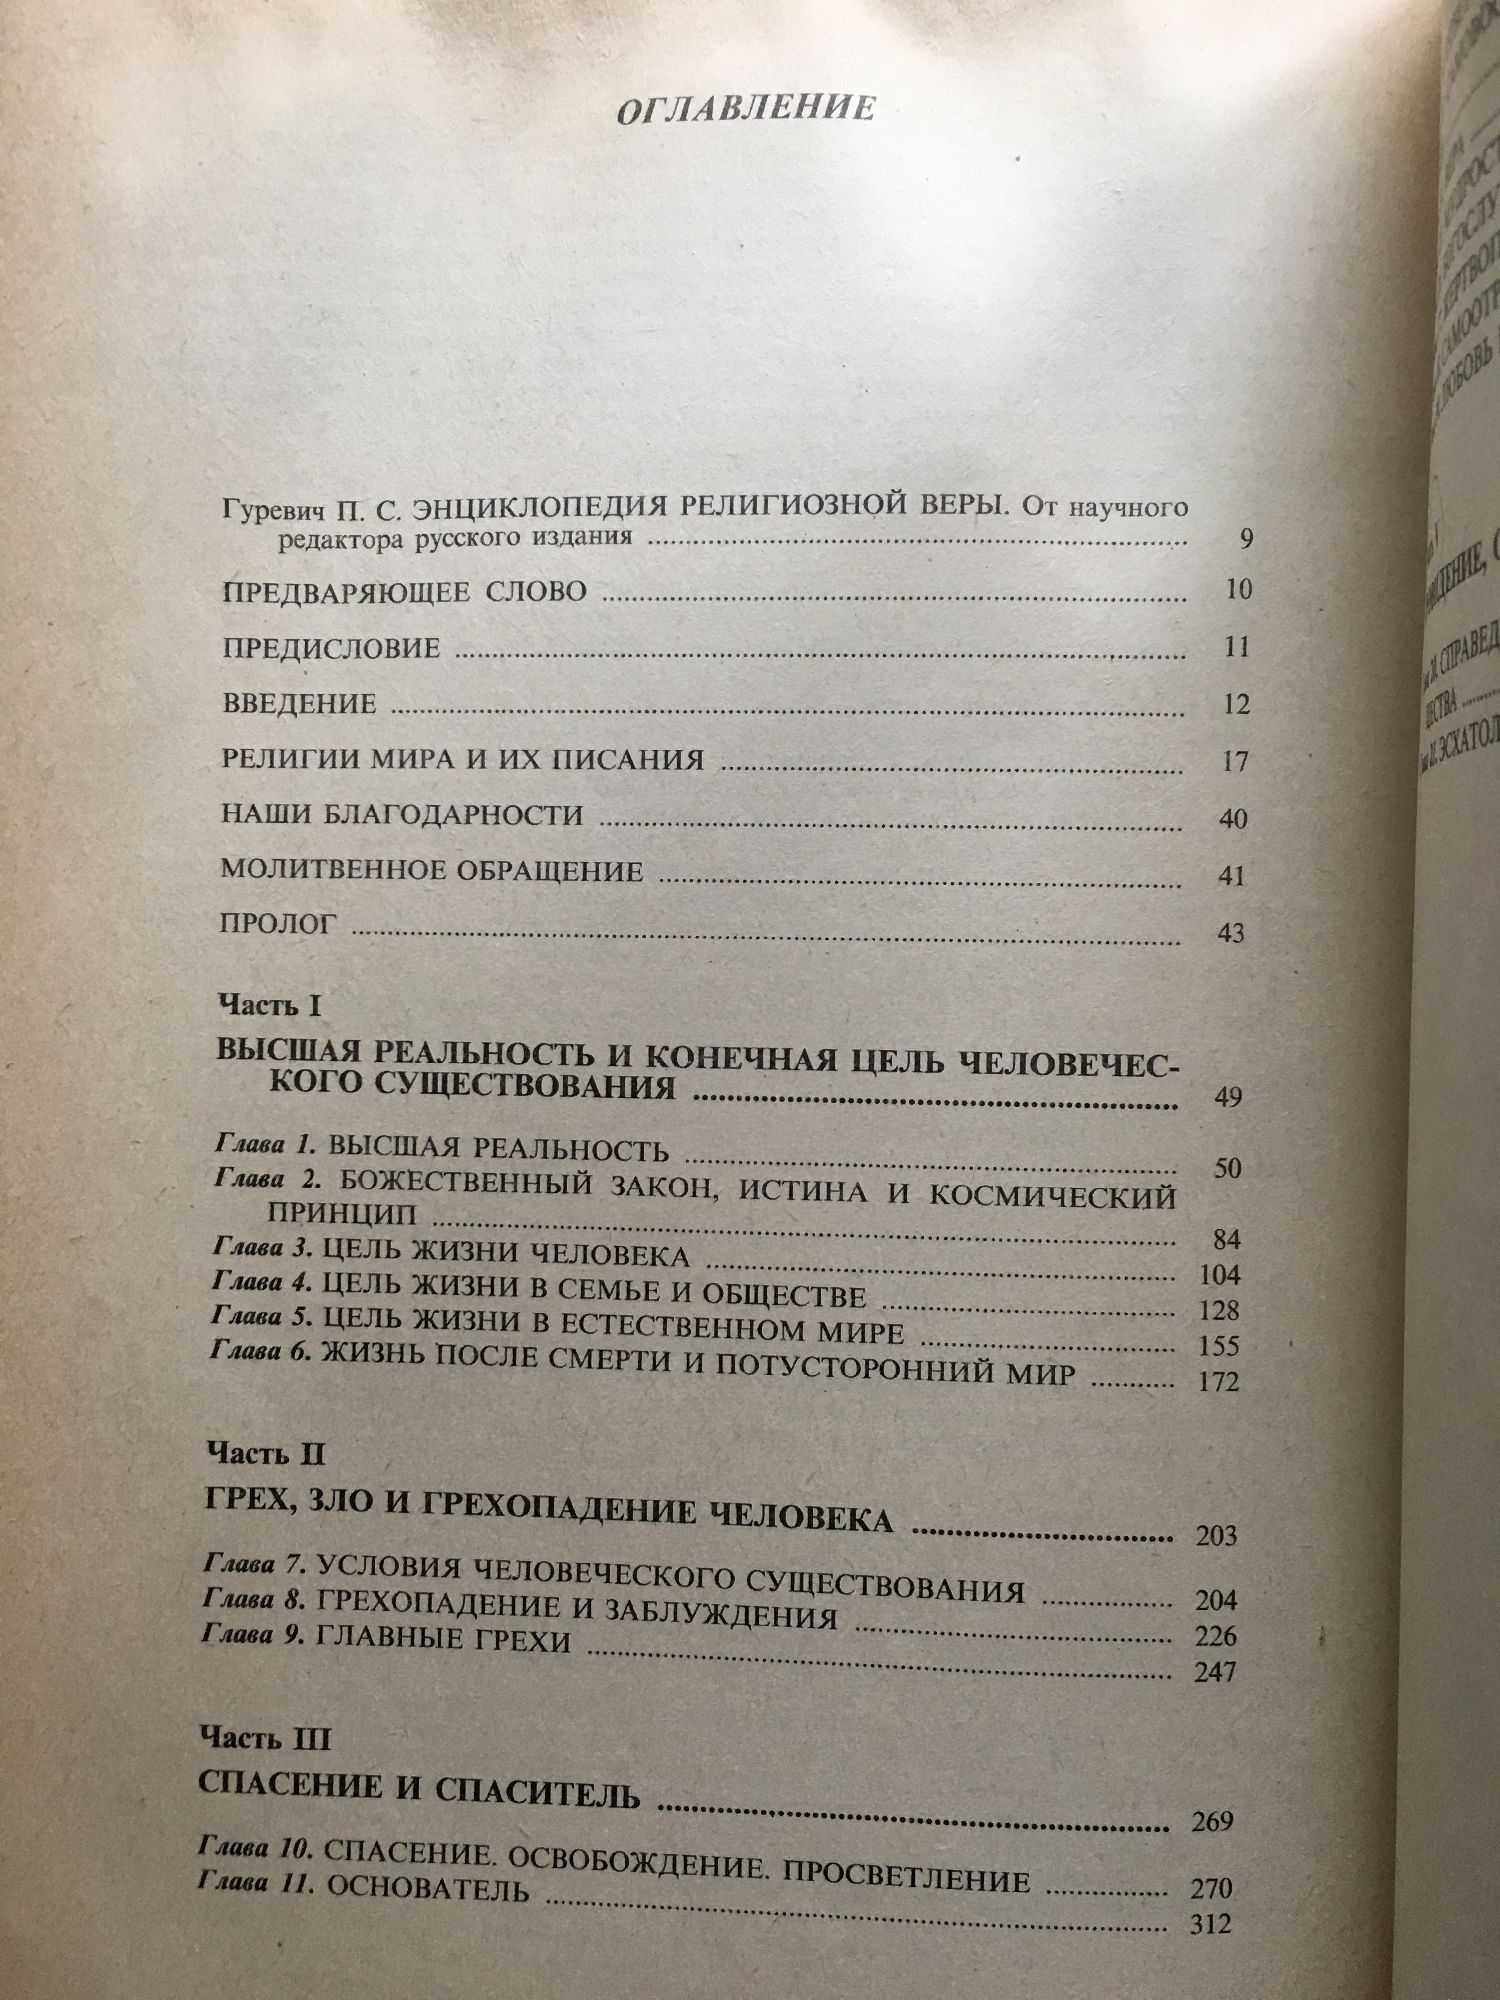 ОГЛАВЛЕНИЕ
Гуревич П. С. ЭНЦИКЛОПЕДИЯ РЕЛИГИОЗНОЙ ВЕРЫ. От научного
редактора русского издания ........ 9
ПРЕДВАРЯЮЩЕЕ СЛОВО ........ 10
ПРЕДИСЛОВИЕ ........ 11
ВВЕДЕНИЕ ........ 12
РЕЛИГИИ МИРА И ИХ ПИСАНИЯ ........ 17
НАШИ БЛАГОДАРНОСТИ ........ 40
МОЛИТВЕННОЕ ОБРАЩЕНИЕ ........ 41
ПРОЛОГ ........ 43
Часть I
ВЫСШАЯ РЕАЛЬНОСТЬ И КОНЕЧНАЯ ЦЕЛЬ ЧЕЛОВЕЧЕС-
КОГО СУЩЕСТВОВАНИЯ ........ 49
Глава 1. ВЫСШАЯ РЕАЛЬНОСТЬ ........ 50
Глава 2. БОЖЕСТВЕННЫЙ ЗАКОН, ИСТИНА И КОСМИЧЕСКИЙ
ПРИНЦИП ........ 84
Глава 3. ЦЕЛЬ ЖИЗНИ ЧЕЛОВЕКА ........ 104
Глава 4. ЦЕЛЬ ЖИЗНИ В СЕМЬЕ И ОБЩЕСТВЕ ........ 128
Глава 5. ЦЕЛЬ ЖИЗНИ В ЕСТЕСТВЕННОМ МИРЕ ........ 155
Глава 6. ЖИЗНЬ ПОСЛЕ СМЕРТИ И ПОТУСТОРОННИЙ МИР ........ 172
Часть II
ГРЕХ, ЗЛО И ГРЕХОПАДЕНИЕ ЧЕЛОВЕКА ........ 203
Глава 7. УСЛОВИЯ ЧЕЛОВЕЧЕСКОГО СУЩЕСТВОВАНИЯ ........ 204
Глава 8. ГРЕХОПАДЕНИЕ И ЗАБЛУЖДЕНИЯ ........ 226
Глава 9. ГЛАВНЫЕ ГРЕХИ ........ 247
Часть III
СПАСЕНИЕ И СПАСИТЕЛЬ ........ 269
Глава 10. СПАСЕНИЕ. ОСВОБОЖДЕНИЕ. ПРОСВЕТЛЕНИЕ ........ 270
Глава 11. ОСНОВАТЕЛЬ ........ 312